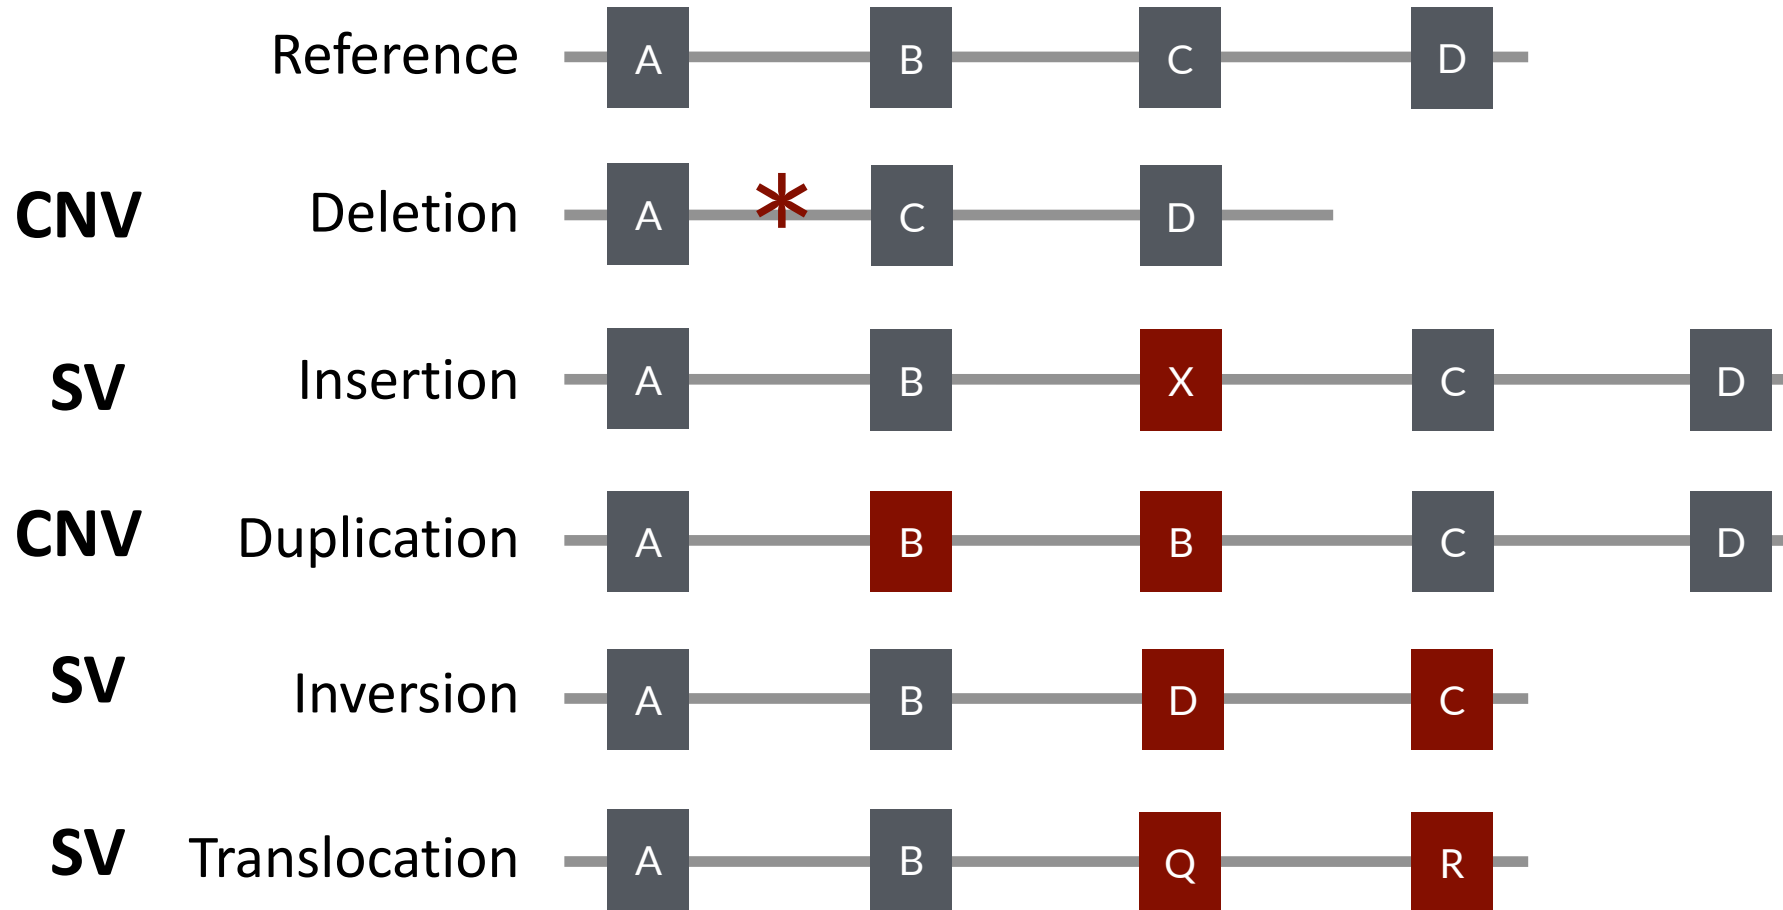 Reference A B C D
CNV Deletion A * C D
SV Insertion A B X C D
CNV Duplication A B B C D
SV Inversion A B D C
SV Translocation A B Q R